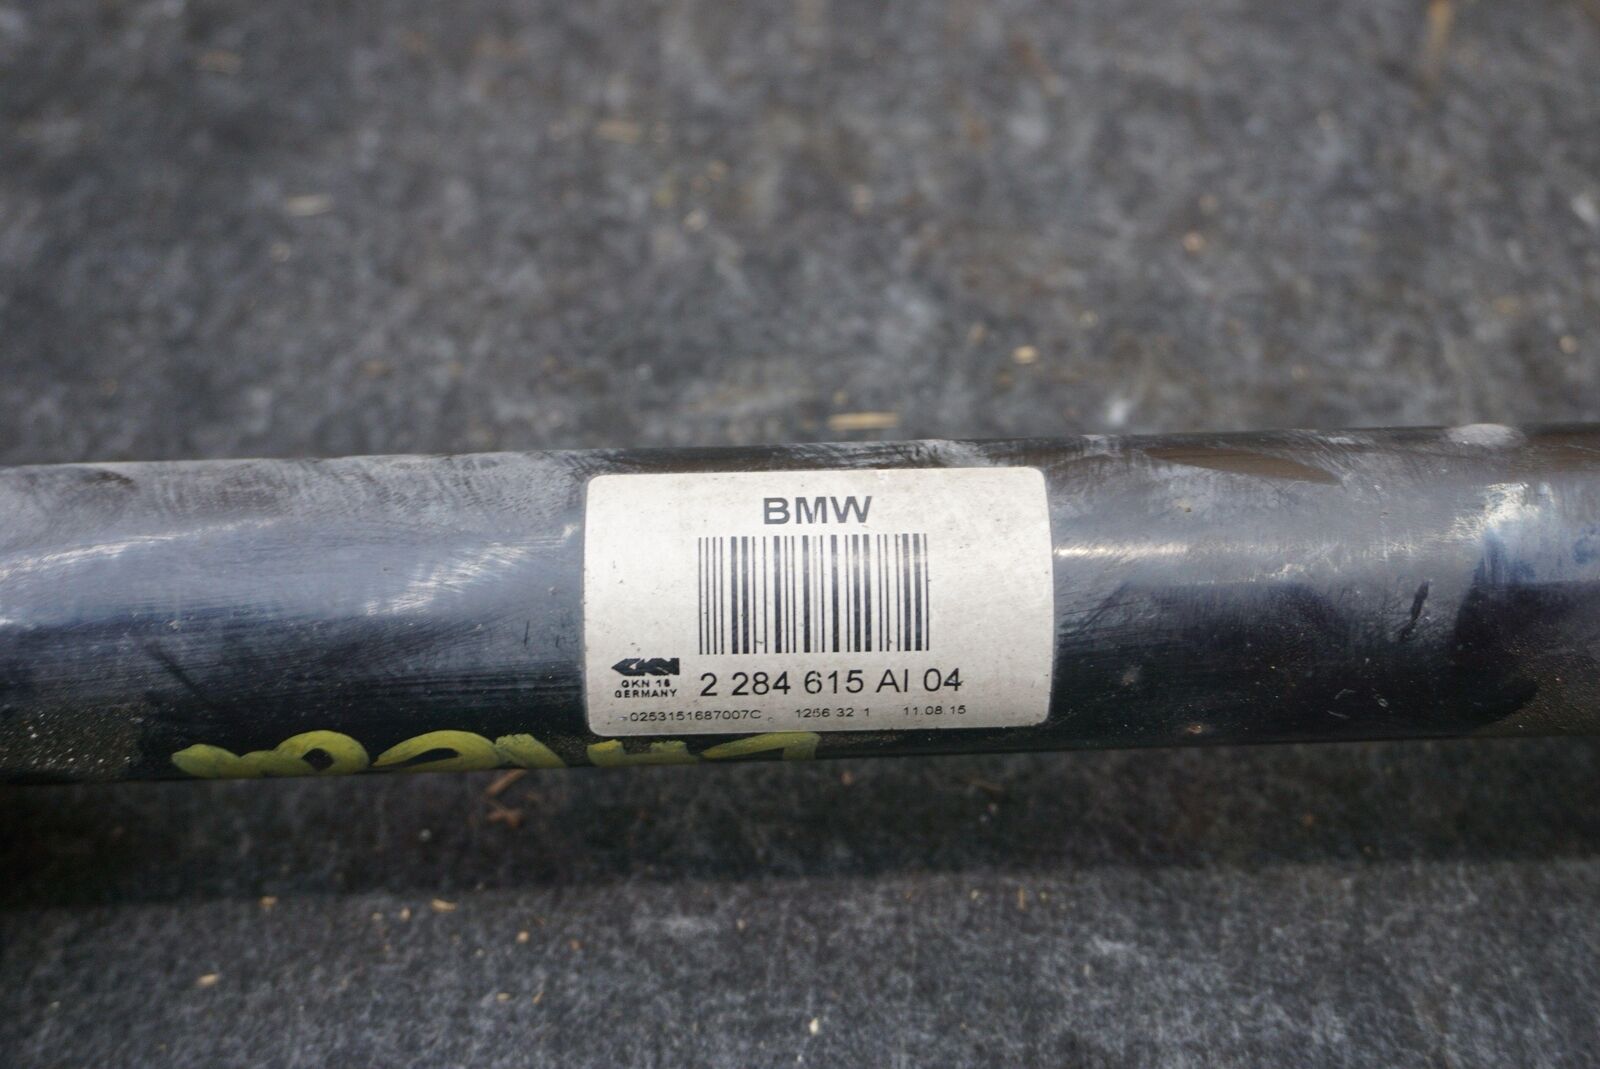 BMW
GKN
GKN 16
GERMANY
2 284 615 AI 04
0253151687007C 1256 32 1 11.08.15